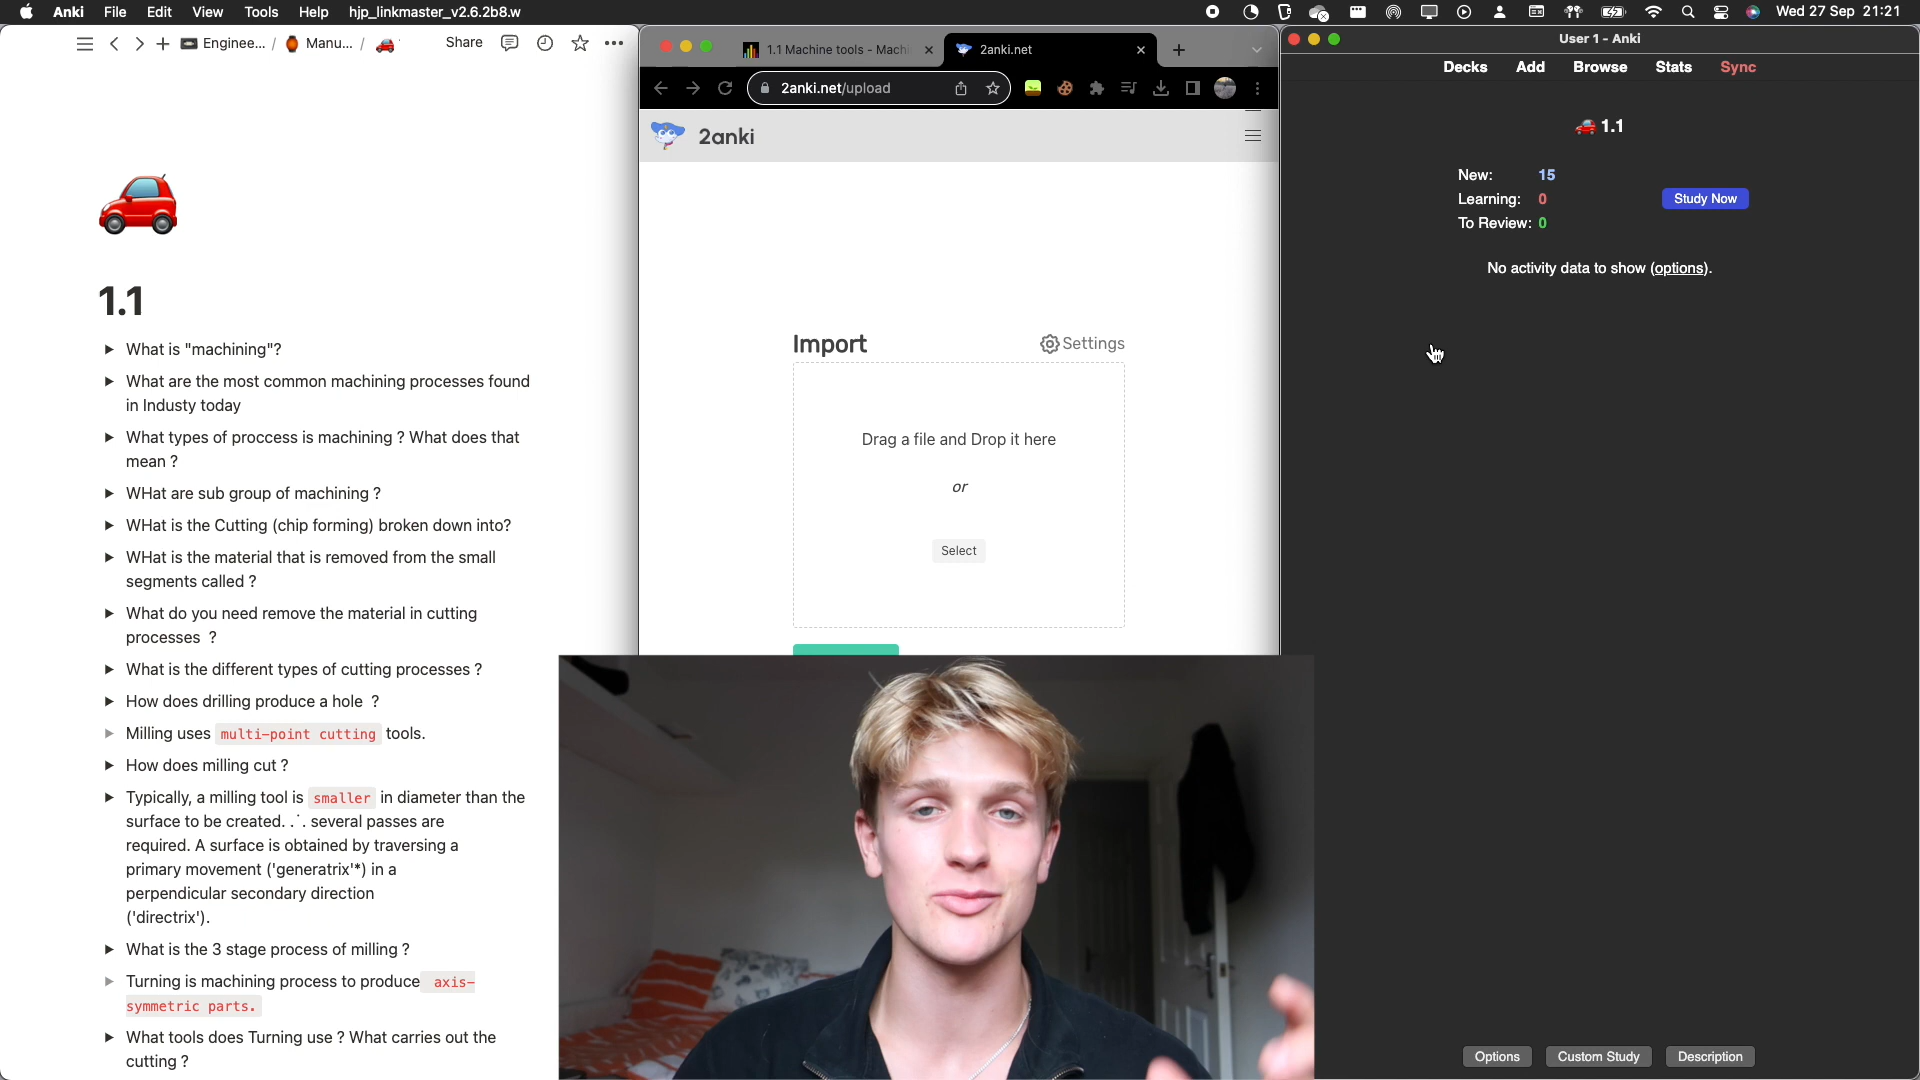 Anki File Edit View Tools Help hjp_linkmaster_v2.6.2b8.w
Wed 27 Sep 21:21
Enginee... / Manu... /
Share
1.1
What is "machining"?
What are the most common machining processes found
in Industy today
What types of proccess is machining ? What does that
mean ?
WHat are sub group of machining ?
WHat is the Cutting (chip forming) broken down into?
WHat is the material that is removed from the small
segments called ?
What do you need remove the material in cutting
processes ?
What is the different types of cutting processes ?
How does drilling produce a hole ?
Milling uses multi-point cutting tools.
How does milling cut ?
Typically, a milling tool is smaller in diameter than the
surface to be created. .˙. several passes are
required. A surface is obtained by traversing a
primary movement ('generatrix'*) in a
perpendicular secondary direction
('directrix').
What is the 3 stage process of milling ?
Turning is machining process to produce axis-
symmetric parts.
What tools does Turning use ? What carries out the
cutting ?
1.1 Machine tools - Machi
2anki.net
2anki.net/upload
2anki
Import
Settings
Drag a file and Drop it here
or
Select
User 1 - Anki
Decks Add Browse Stats Sync
1.1
New: 15
Learning: 0
To Review: 0
Study Now
No activity data to show (options).
Options
Custom Study
Description